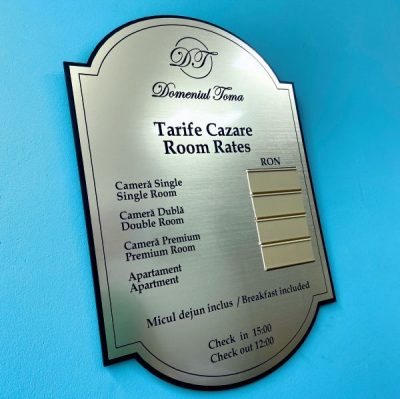 DT
Domeniul Toma
Tarife Cazare
Room Rates
RON
Cameră Single
Single Room
Cameră Dublă
Double Room
Cameră Premium
Premium Room
Apartament
Apartment
Micul dejun inclus / Breakfast included
Check in 15:00
Check out 12:00